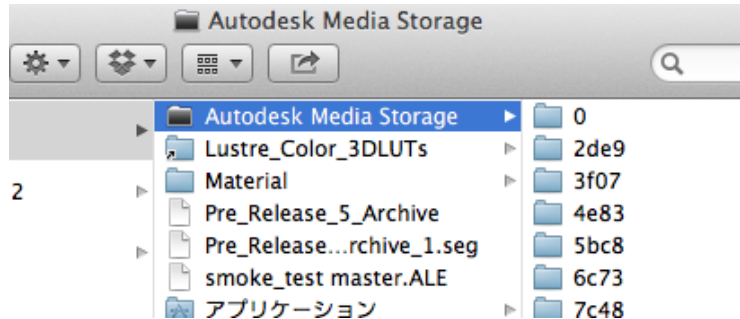 Autodesk Media Storage
2
Autodesk Media Storage
Lustre_Color_3DLUTs
Material
Pre_Release_5_Archive
Pre_Release...rchive_1.seg
smoke_test master.ALE
アプリケーション
0
2de9
3f07
4e83
5bc8
6c73
7c48